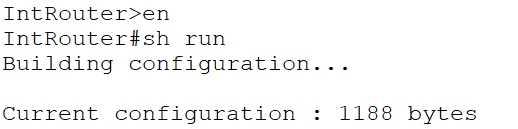 IntRouter>en
IntRouter#sh run
Building configuration...
Current configuration : 1188 bytes